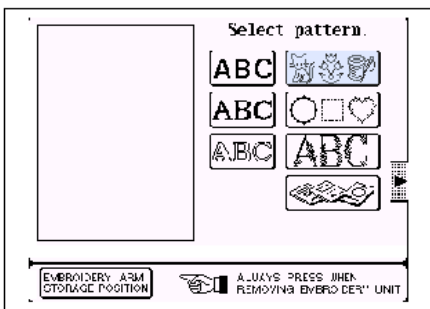 Select pattern.
ABC
ABC
ABC
ABC
EMBROIDERY ARM
STORAGE POSITION
ALWAYS PRESS WHEN
REMOVING EMBROIDERY UNIT